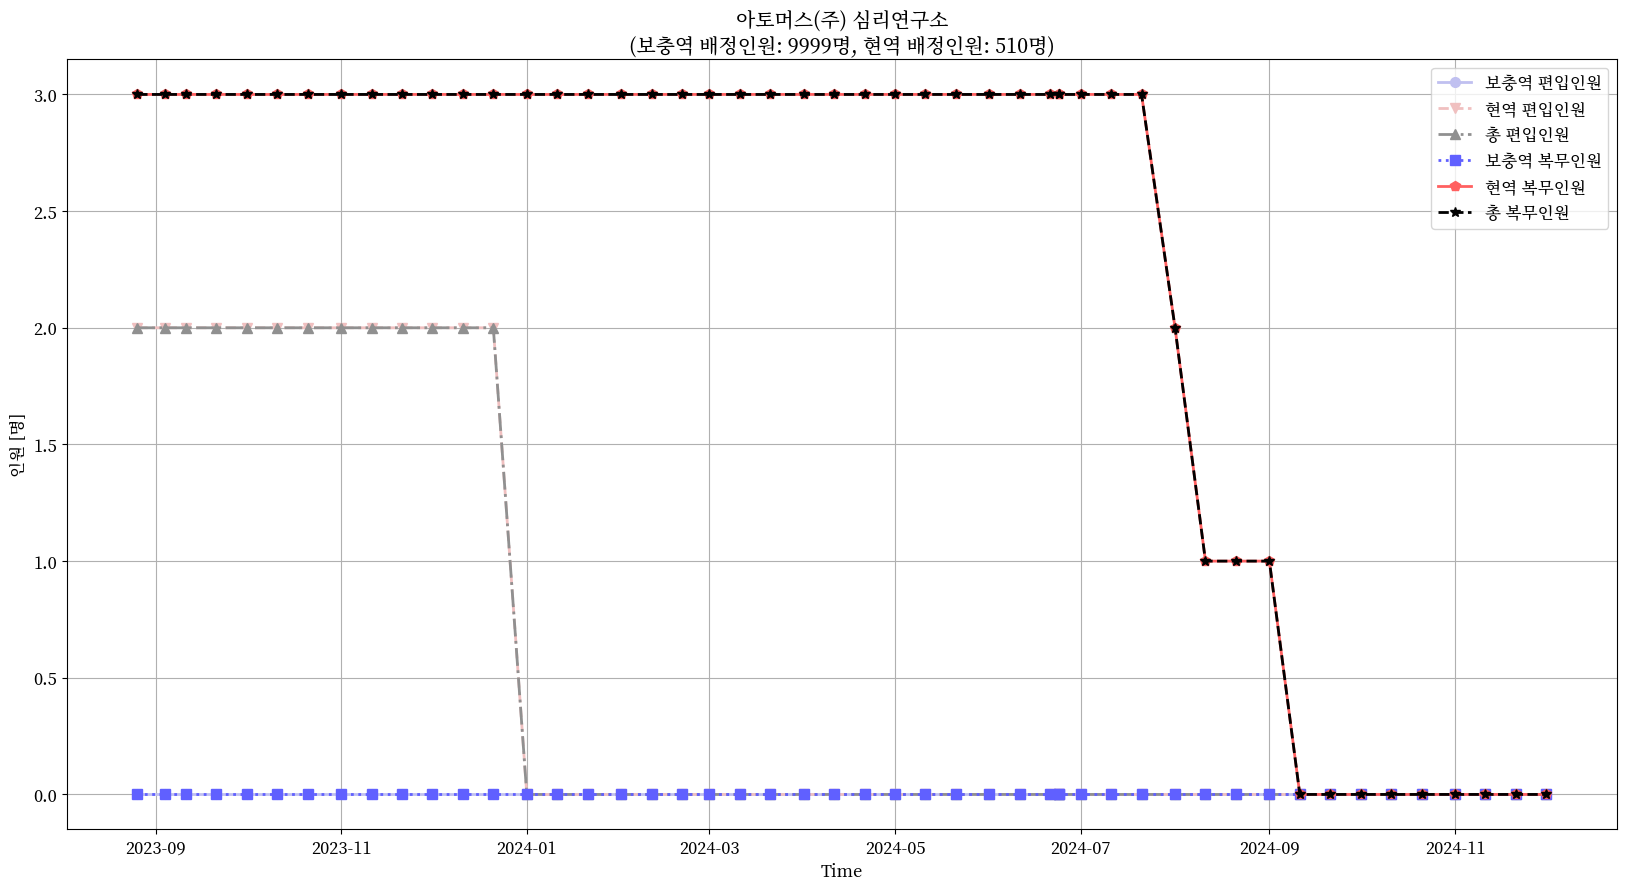 아토머스(주) 심리연구소
(보충역 배정인원: 9999명, 현역 배정인원: 510명)
보충역 편입인원
현역 편입인원
총 편입인원
보충역 복무인원
현역 복무인원
총 복무인원
인원 [명]
3.0
2.5
2.0
1.5
1.0
0.5
0.0
2023-09
2023-11
2024-01
2024-03
2024-05
2024-07
2024-09
2024-11
Time